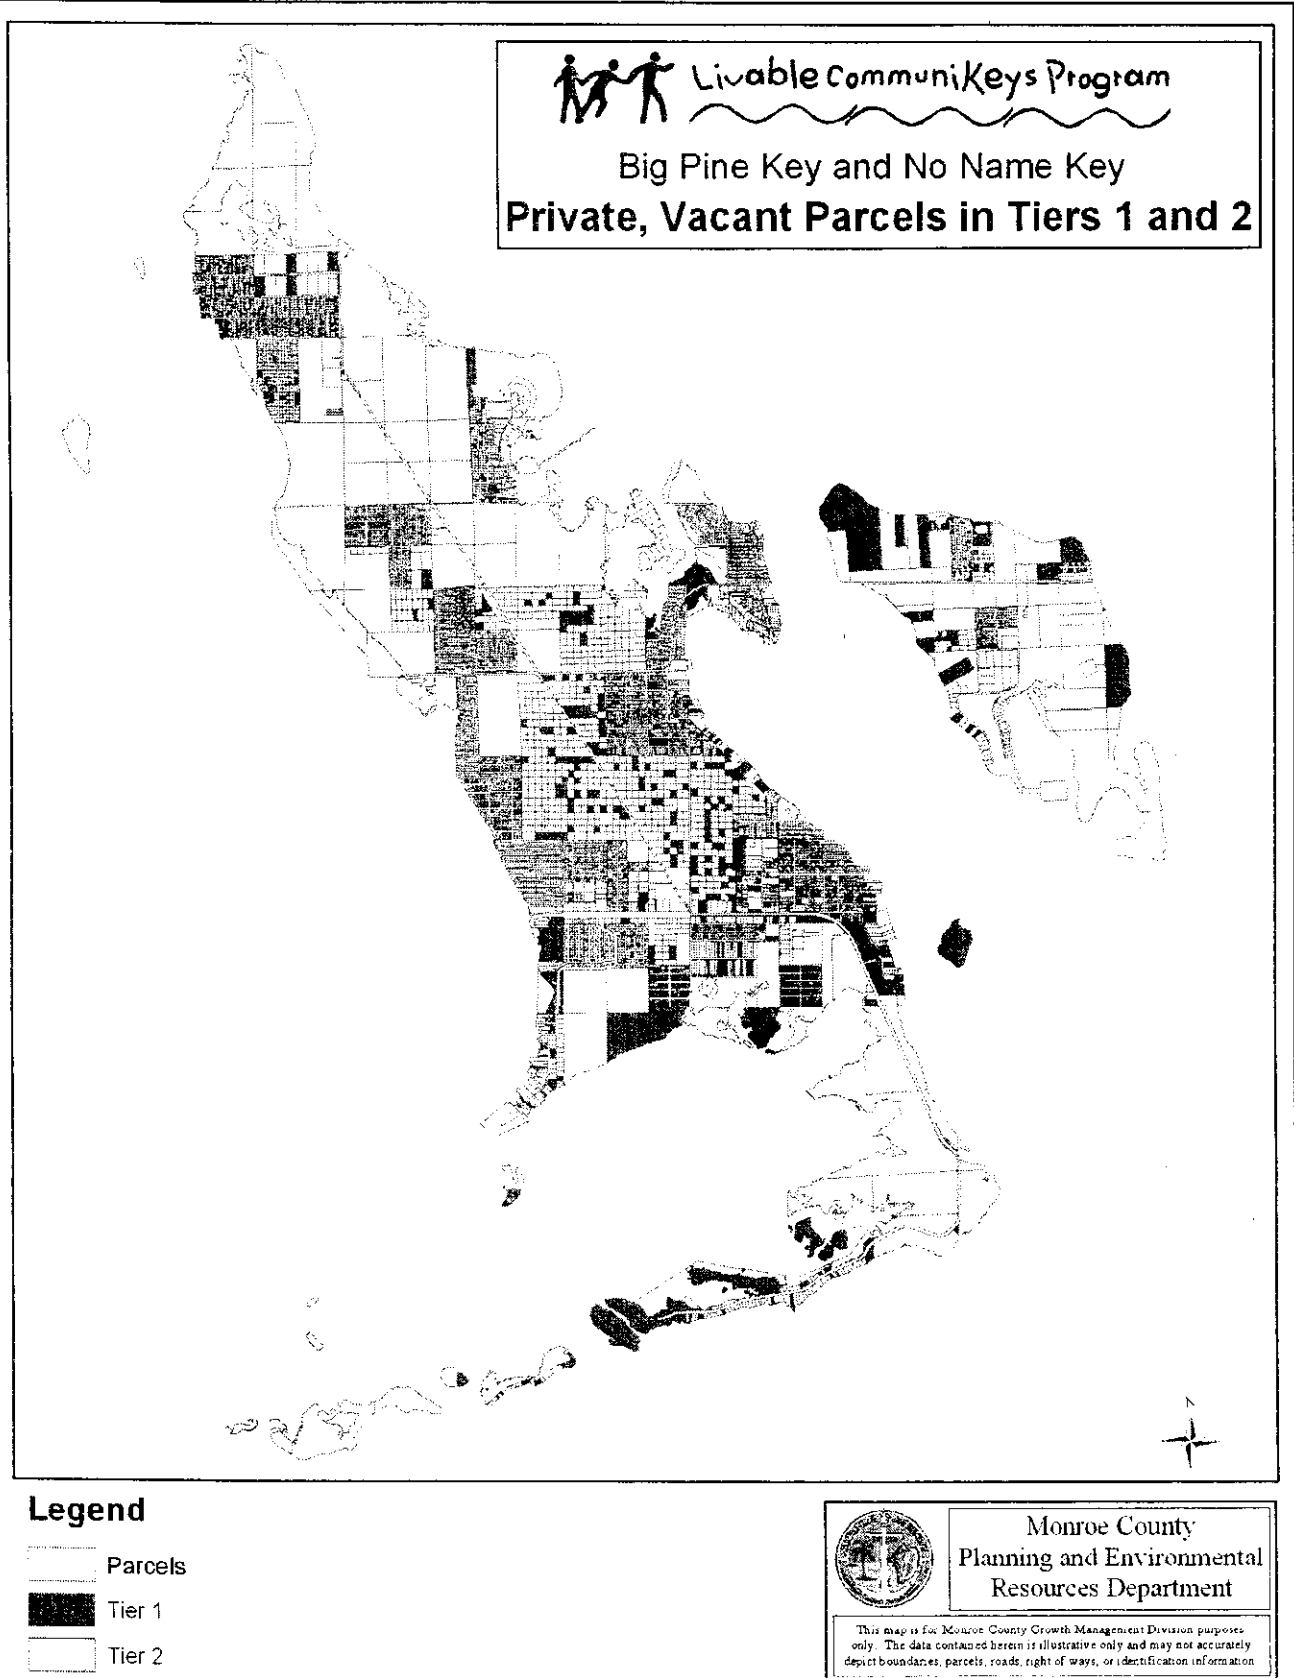 Livable CommuniKeys Program
Big Pine Key and No Name Key
Private, Vacant Parcels in Tiers 1 and 2
N
Legend
Parcels
Tier 1
Tier 2
Monroe County
Planning and Environmental
Resources Department
This map is for Monroe County Growth Management Division purposes
only. The data contained herein is illustrative only and may not accurately
depict boundaries, parcels, roads, right of ways, or identification information